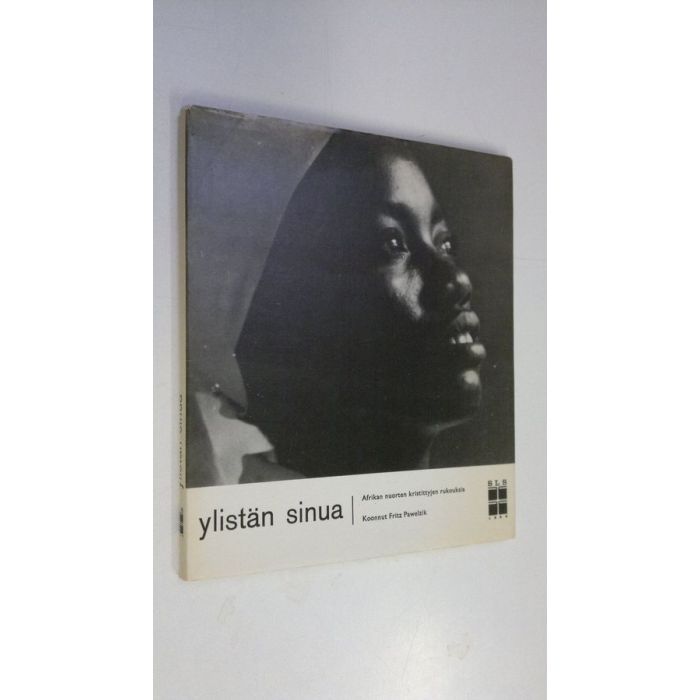 ylistän sinua
Afrikan nuorten kristittyjen rukouksia
Koonnut Fritz Pawelzik
SLS